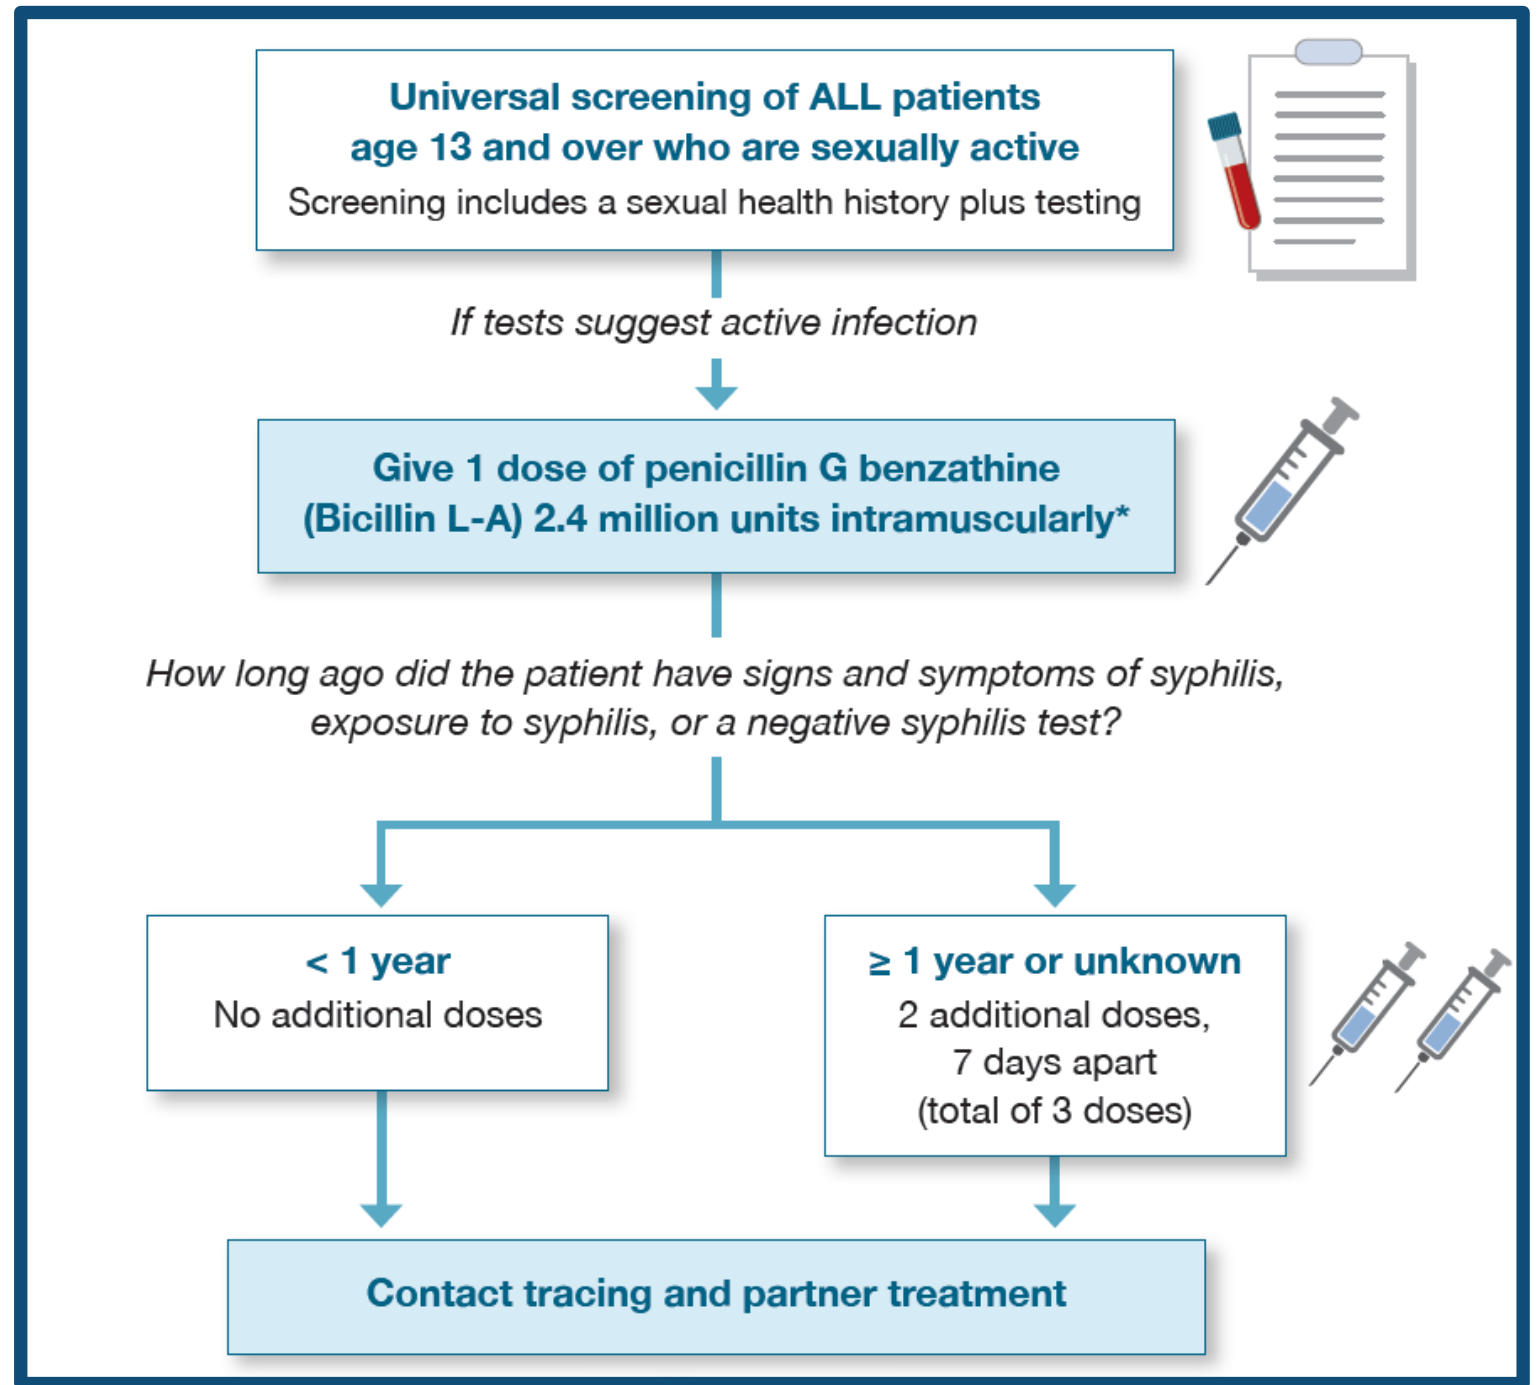 Universal screening of ALL patients
age 13 and over who are sexually active
Screening includes a sexual health history plus testing
If tests suggest active infection
Give 1 dose of penicillin G benzathine
(Bicillin L-A) 2.4 million units intramuscularly*
How long ago did the patient have signs and symptoms of syphilis,
exposure to syphilis, or a negative syphilis test?
< 1 year
No additional doses
≥ 1 year or unknown
2 additional doses,
7 days apart
(total of 3 doses)
Contact tracing and partner treatment